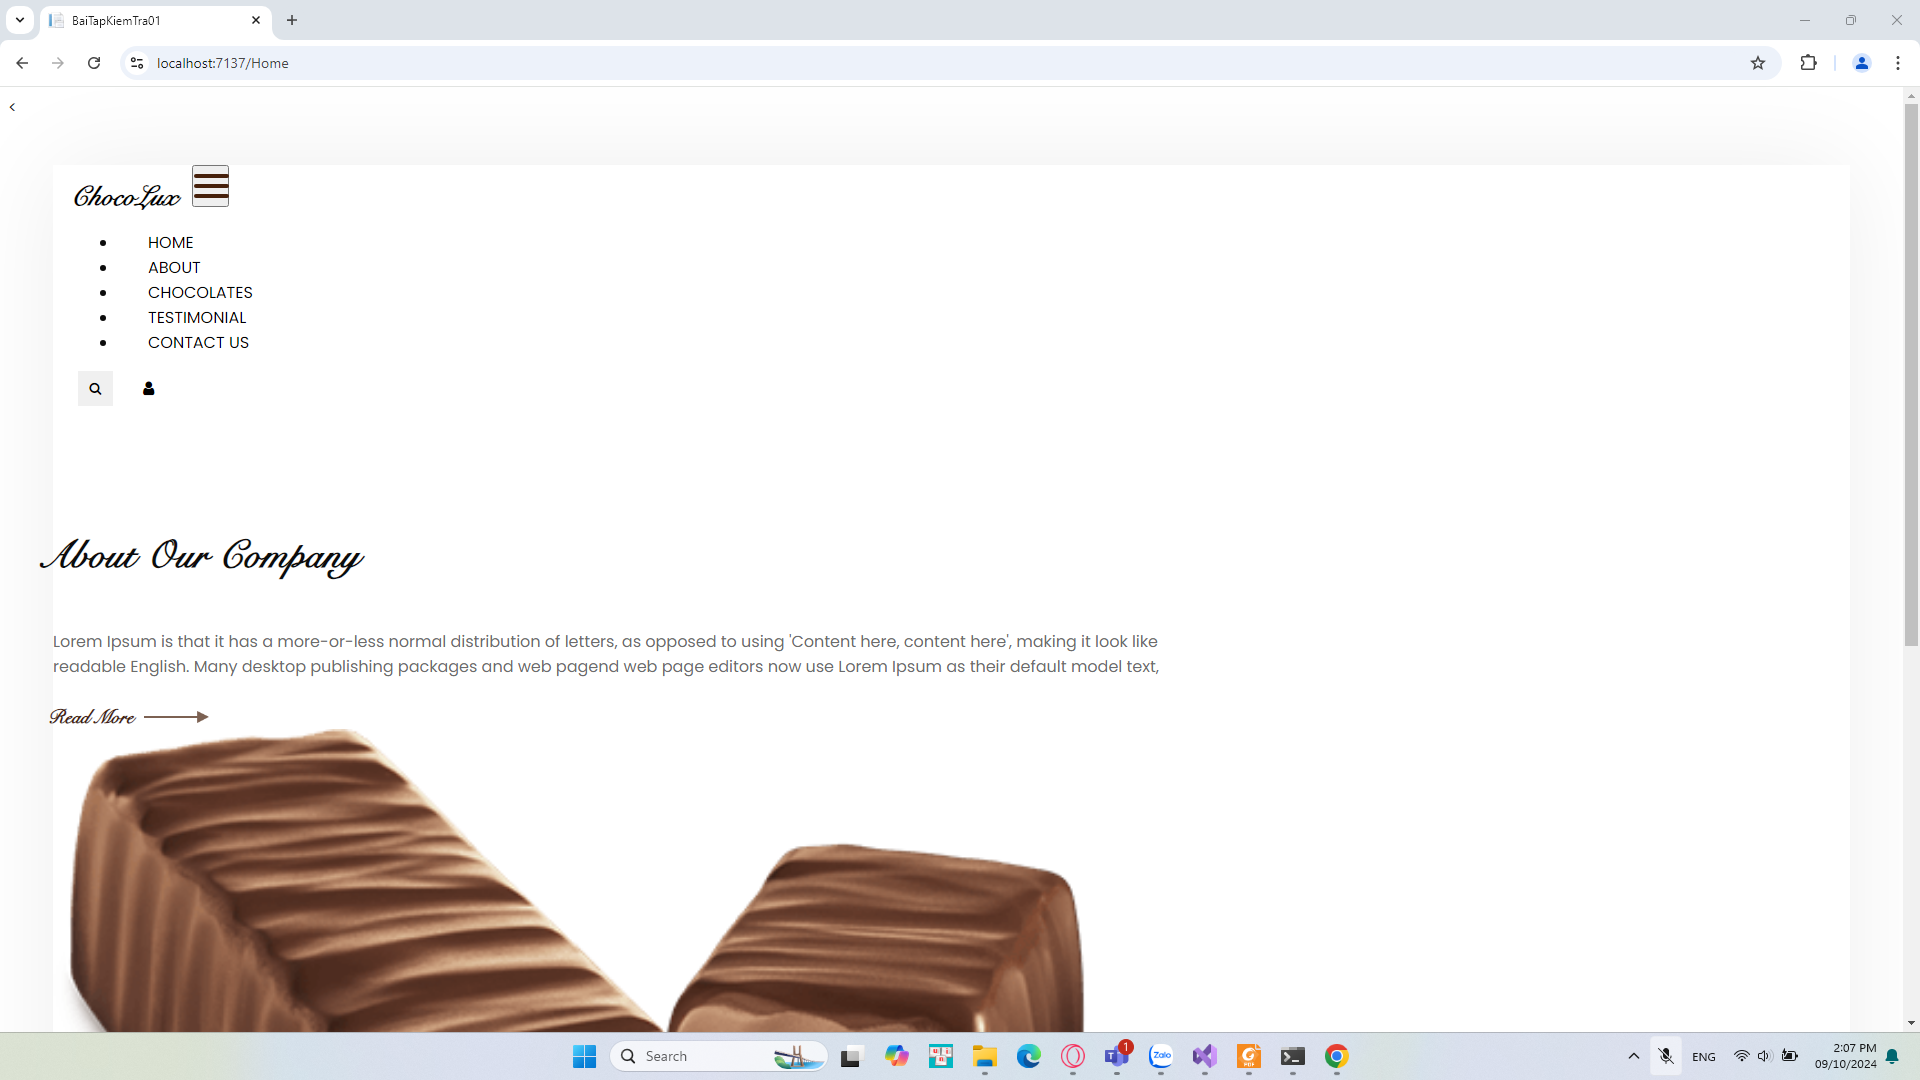 BaiTapKiemTra01
localhost:7137/Home
<
ChocoLux
HOME
ABOUT
CHOCOLATES
TESTIMONIAL
CONTACT US
About Our Company
Lorem Ipsum is that it has a more-or-less normal distribution of letters, as opposed to using 'Content here, content here', making it look like
readable English. Many desktop publishing packages and web pagend web page editors now use Lorem Ipsum as their default model text,
Read More
Search
1
Zalo
PDF
ENG
2:07 PM
09/10/2024